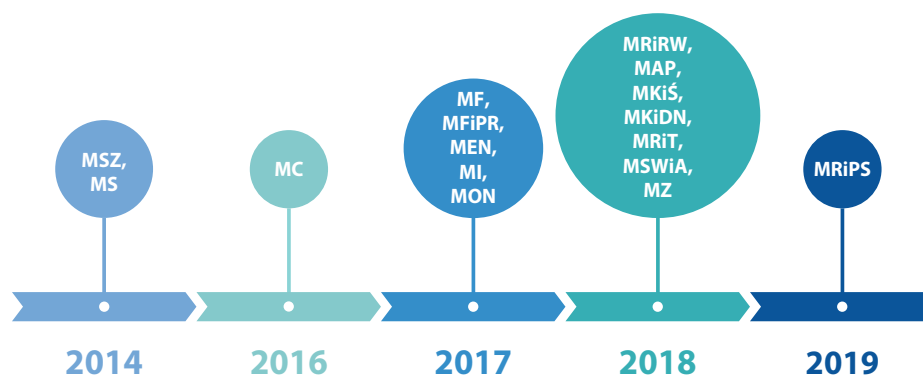 MSZ,
MS
MC
MF,
MFiPR,
MEN,
MI,
MON
MRiRW,
MAP,
MKiŚ,
MKiDN,
MRiT,
MSWiA,
MZ
MRiPS
2014
2016
2017
2018
2019